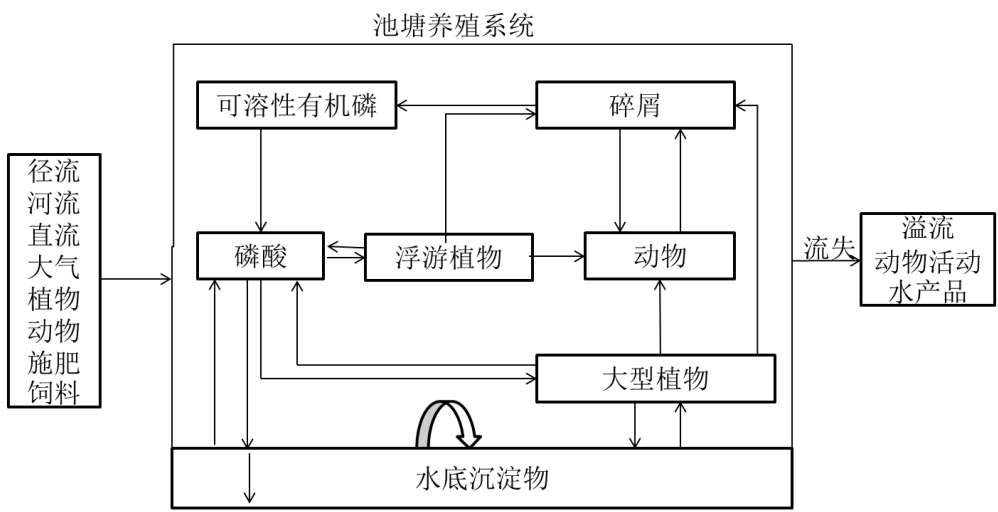 池塘养殖系统
可溶性有机磷
碎屑
径流
河流
直流
大气
植物
动物
施肥
饲料
磷酸
浮游植物
动物
流失
溢流
动物活动
水产品
大型植物
水底沉淀物